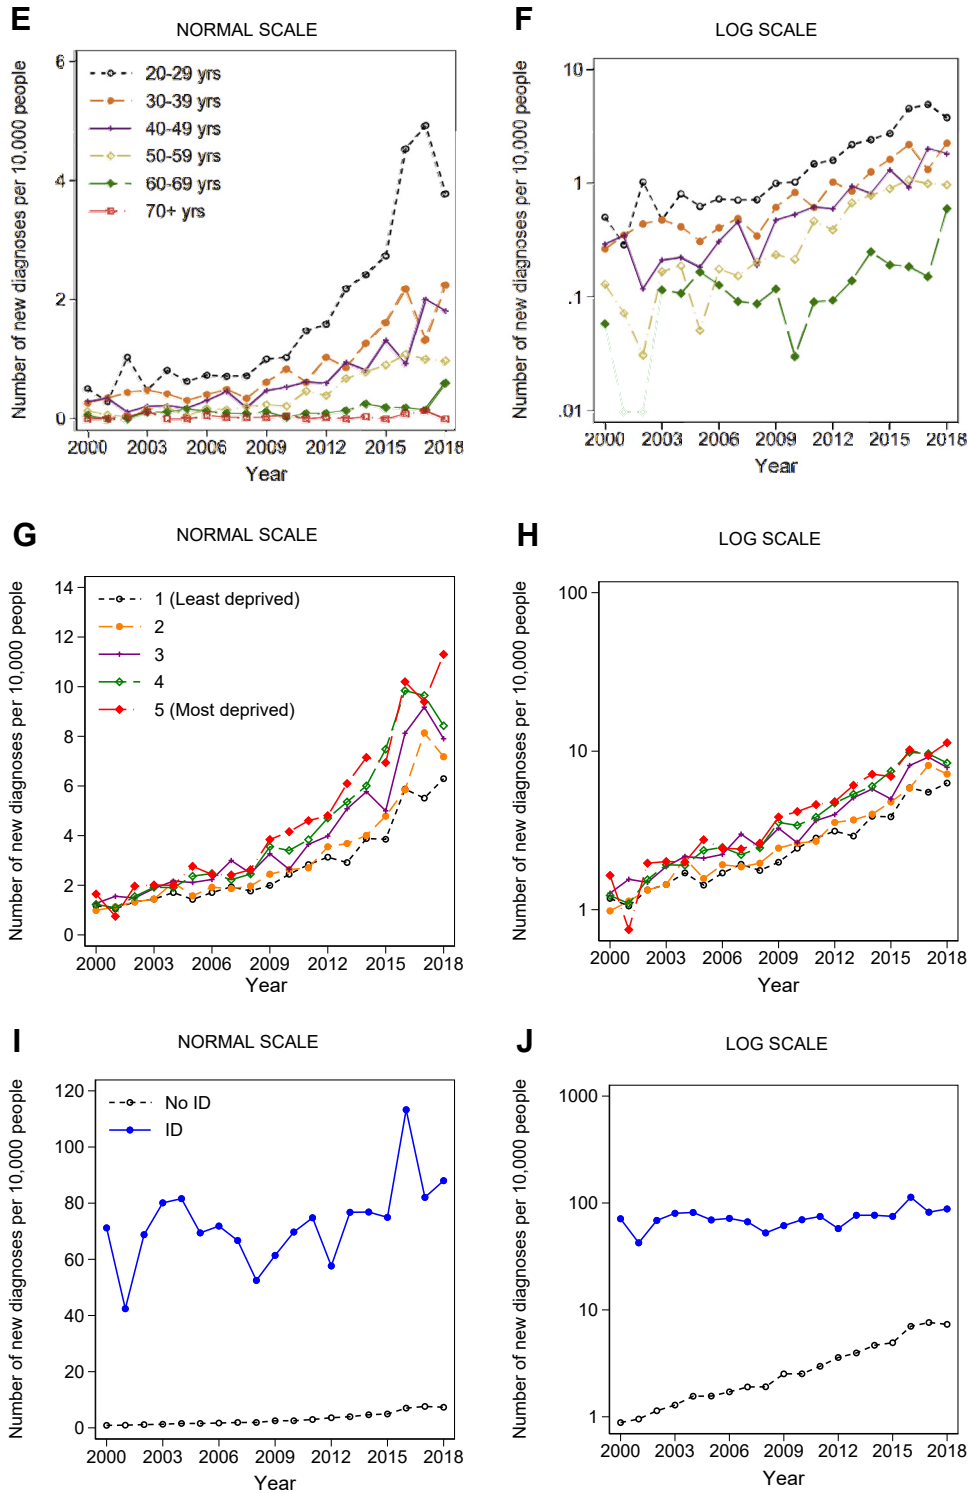 E
NORMAL SCALE
Number of new diagnoses per 10,000 people
6
4
2
0
20-29 yrs
30-39 yrs
40-49 yrs
50-59 yrs
60-69 yrs
70+ yrs
2000 2003 2006 2009 2012 2015 2018
Year
F
LOG SCALE
Number of new diagnoses per 10,000 people
10
1
.1
.01
2000 2003 2006 2009 2012 2015 2018
Year
G
NORMAL SCALE
Number of new diagnoses per 10,000 people
14
12
10
8
6
4
2
0
1 (Least deprived)
2
3
4
5 (Most deprived)
2000 2003 2006 2009 2012 2015 2018
Year
H
LOG SCALE
Number of new diagnoses per 10,000 people
100
10
1
2000 2003 2006 2009 2012 2015 2018
Year
I
NORMAL SCALE
Number of new diagnoses per 10,000 people
120
100
80
60
40
20
0
No ID
ID
2000 2003 2006 2009 2012 2015 2018
Year
J
LOG SCALE
Number of new diagnoses per 10,000 people
1000
100
10
1
2000 2003 2006 2009 2012 2015 2018
Year